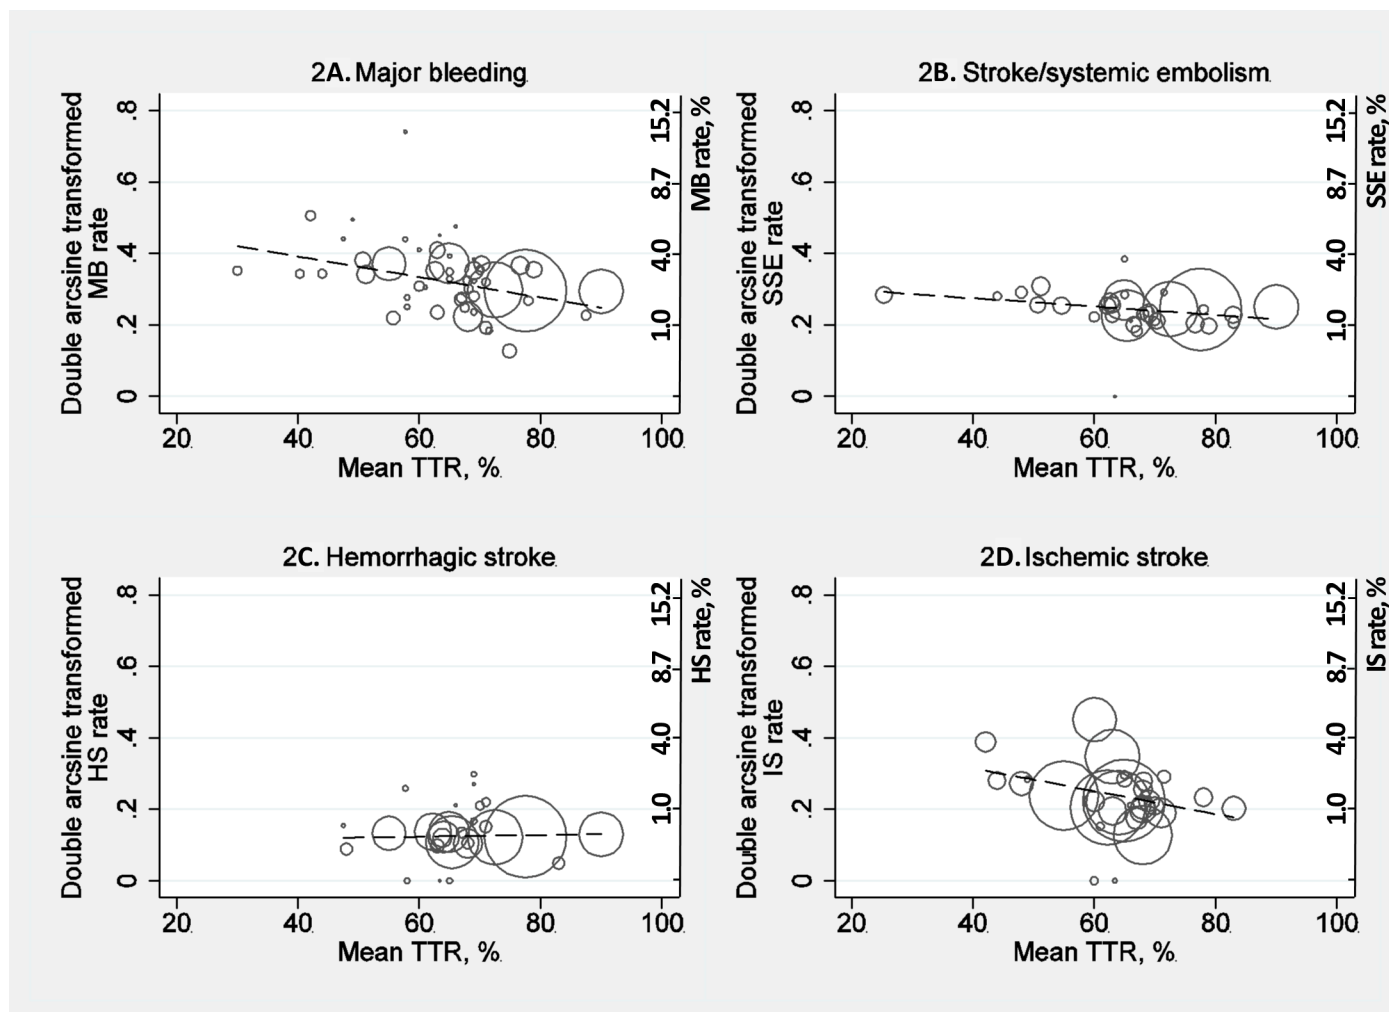 2A. Major bleeding
Double arcsine transformed
MB rate
.8
.6
.4
.2
0
15.2
8.7
4.0
1.0
MB rate, %
20 40 60 80 100
Mean TTR, %
2B. Stroke/systemic embolism
Double arcsine transformed
SSE rate
.8
.6
.4
.2
0
15.2
8.7
4.0
1.0
SSE rate, %
20 40 60 80 100
Mean TTR, %
2C. Hemorrhagic stroke
Double arcsine transformed
HS rate
.8
.6
.4
.2
0
15.2
8.7
4.0
1.0
HS rate, %
20 40 60 80 100
Mean TTR, %
2D. Ischemic stroke
Double arcsine transformed
IS rate
.8
.6
.4
.2
0
15.2
8.7
4.0
1.0
IS rate, %
20 40 60 80 100
Mean TTR, %